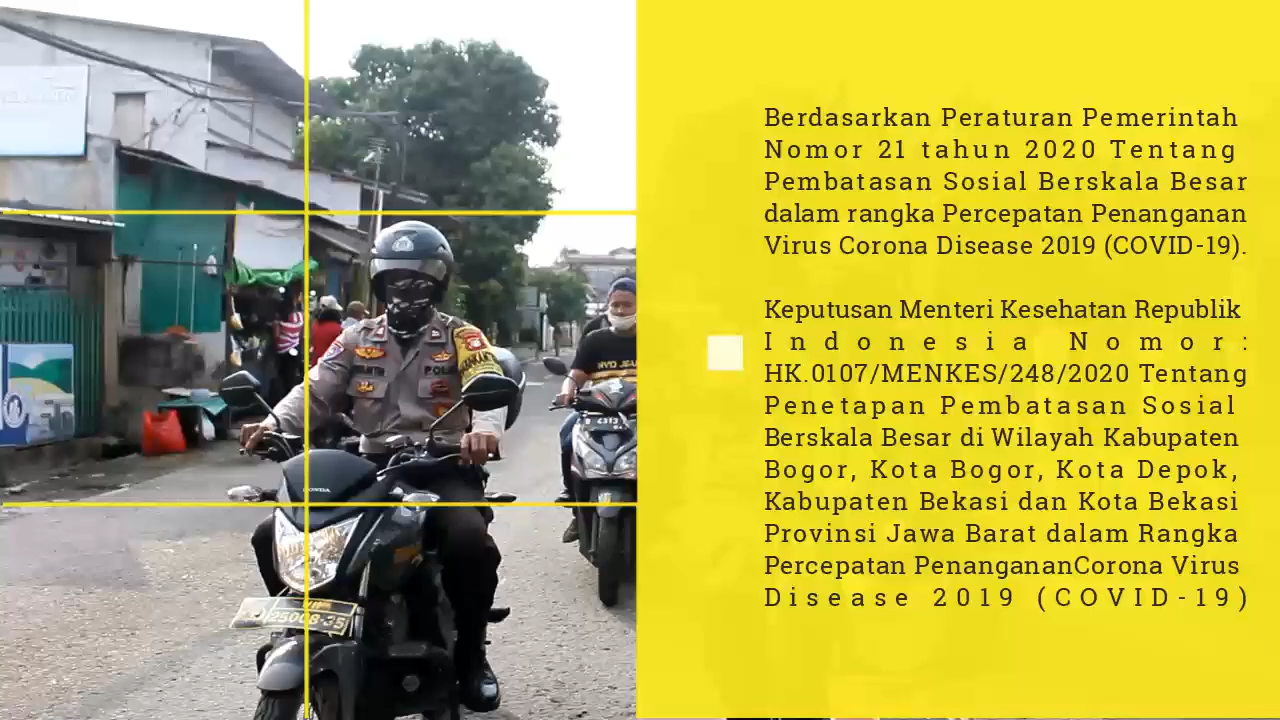 Berdasarkan Peraturan Pemerintah
Nomor 21 tahun 2020 Tentang
Pembatasan Sosial Berskala Besar
dalam rangka Percepatan Penanganan
Virus Corona Disease 2019 (COVID-19).
Keputusan Menteri Kesehatan Republik
Indonesia Nomor:
HK.0107/MENKES/248/2020 Tentang
Penetapan Pembatasan Sosial
Berskala Besar di Wilayah Kabupaten
Bogor, Kota Bogor, Kota Depok,
Kabupaten Bekasi dan Kota Bekasi
Provinsi Jawa Barat dalam Rangka
Percepatan PenangananCorona Virus
Disease 2019 (COVID-19)
HONDA
25008-35